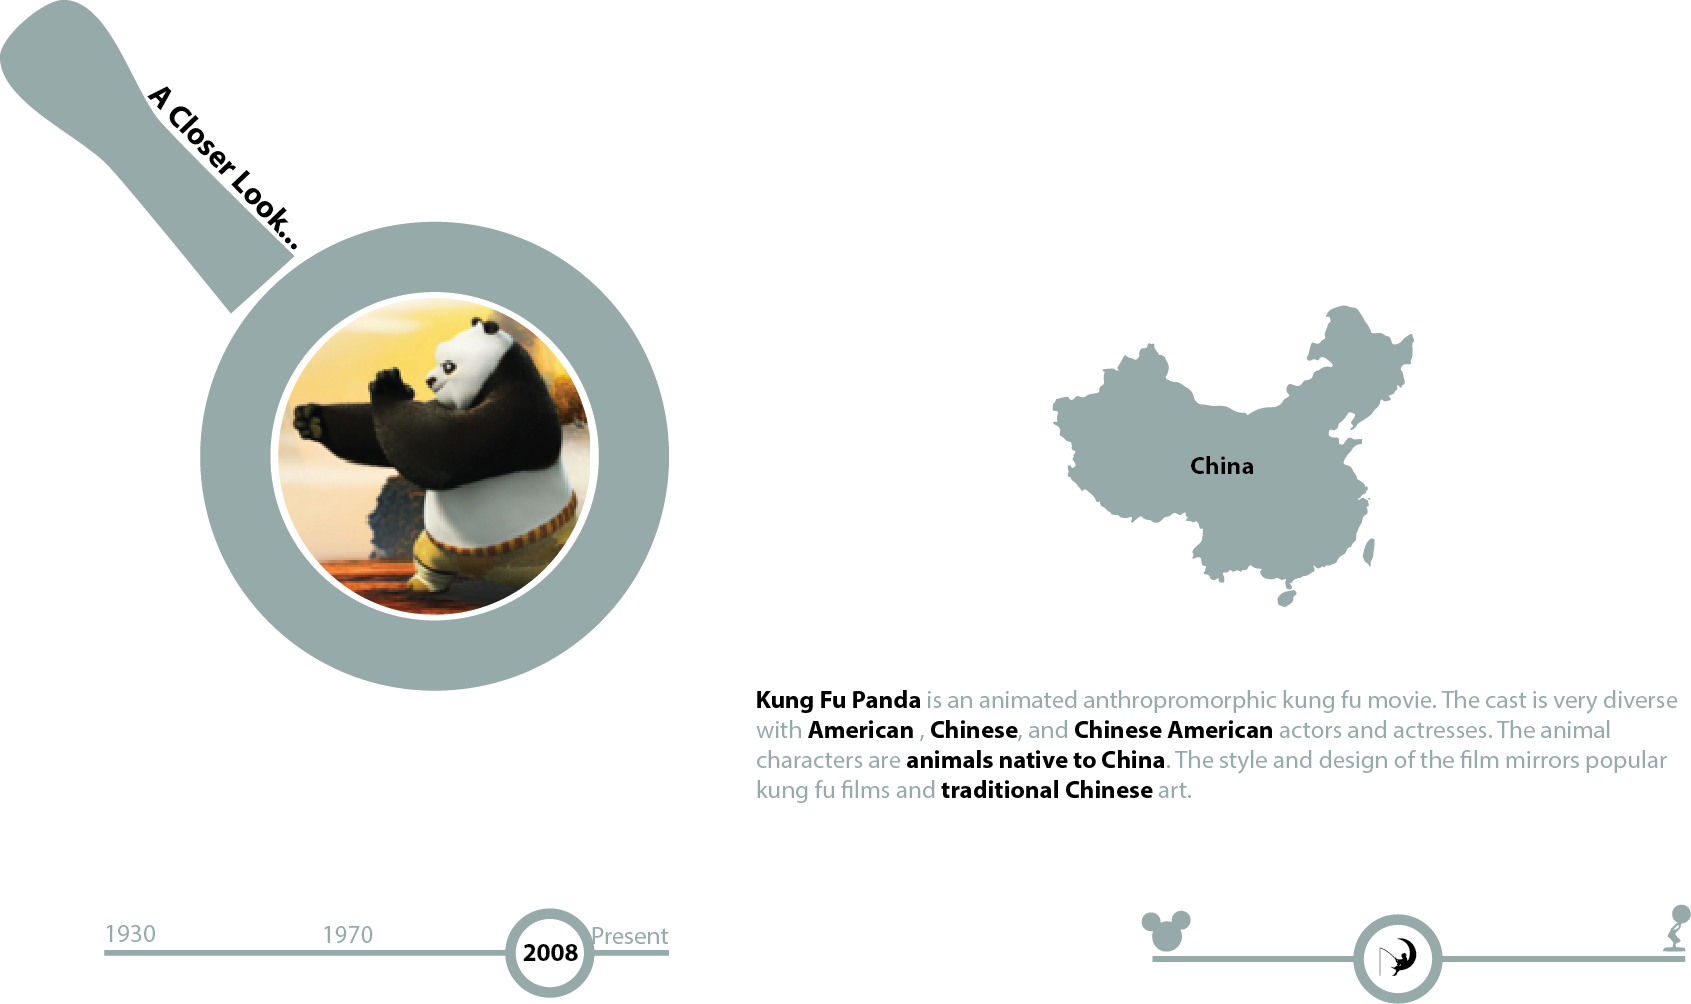 A Closer Look...
China
Kung Fu Panda is an animated anthropromorphic kung fu movie. The cast is very diverse
with American , Chinese, and Chinese American actors and actresses. The animal
characters are animals native to China. The style and design of the film mirrors popular
kung fu films and traditional Chinese art.
1930
1970
2008
Present